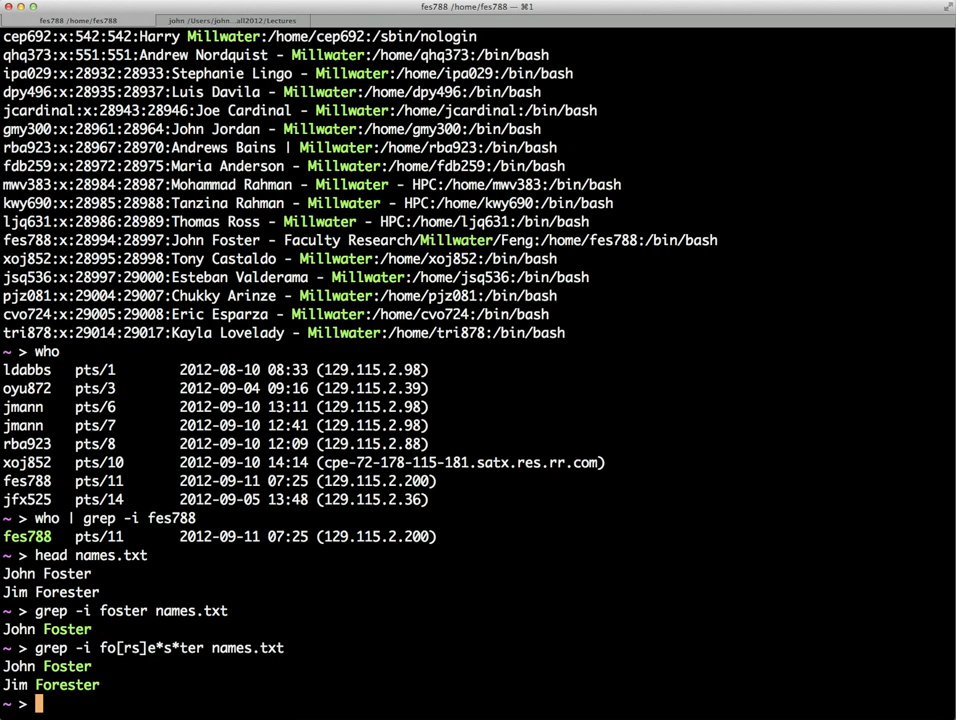 fes788 /home/fes788 — ⌘1
fes788 /home/fes788
john /Users/john...all2012/Lectures
cep692:x:542:542:Harry Millwater:/home/cep692:/sbin/nologin
qhq373:x:551:551:Andrew Nordquist - Millwater:/home/qhq373:/bin/bash
ipa029:x:28932:28933:Stephanie Lingo - Millwater:/home/ipa029:/bin/bash
dpy496:x:28935:28937:Luis Davila - Millwater:/home/dpy496:/bin/bash
jcardinal:x:28943:28946:Joe Cardinal - Millwater:/home/jcardinal:/bin/bash
gmy300:x:28961:28964:John Jordan - Millwater:/home/gmy300:/bin/bash
rba923:x:28967:28970:Andrews Bains | Millwater:/home/rba923:/bin/bash
fdb259:x:28972:28975:Maria Anderson - Millwater:/home/fdb259:/bin/bash
mwv383:x:28984:28987:Mohammad Rahman - Millwater - HPC:/home/mwv383:/bin/bash
kwy690:x:28985:28988:Tanzina Rahman - Millwater - HPC:/home/kwy690:/bin/bash
ljq631:x:28986:28989:Thomas Ross - Millwater - HPC:/home/ljq631:/bin/bash
fes788:x:28994:28997:John Foster - Faculty Research/Millwater/Feng:/home/fes788:/bin/bash
xoj852:x:28995:28998:Tony Castaldo - Millwater:/home/xoj852:/bin/bash
jsq536:x:28997:29000:Esteban Valderama - Millwater:/home/jsq536:/bin/bash
pjz081:x:29004:29007:Chukky Arinze - Millwater:/home/pjz081:/bin/bash
cvo724:x:29005:29008:Eric Esparza - Millwater:/home/cvo724:/bin/bash
tri878:x:29014:29017:Kayla Lovelady - Millwater:/home/tri878:/bin/bash
~ > who
ldabbs pts/1 2012-08-10 08:33 (129.115.2.98)
oyu872 pts/3 2012-09-04 09:16 (129.115.2.39)
jmann pts/6 2012-09-10 13:11 (129.115.2.98)
jmann pts/7 2012-09-10 12:41 (129.115.2.98)
rba923 pts/8 2012-09-10 12:09 (129.115.2.88)
xoj852 pts/10 2012-09-10 14:14 (cpe-72-178-115-181.satx.res.rr.com)
fes788 pts/11 2012-09-11 07:25 (129.115.2.200)
jfx525 pts/14 2012-09-05 13:48 (129.115.2.36)
~ > who | grep -i fes788
fes788 pts/11 2012-09-11 07:25 (129.115.2.200)
~ > head names.txt
John Foster
Jim Forester
~ > grep -i foster names.txt
John Foster
~ > grep -i fo[rs]e*s*ter names.txt
John Foster
Jim Forester
~ >